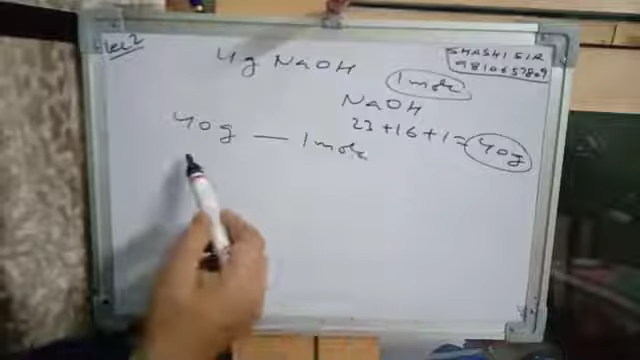 Lec 2
4g NaOH
SHASHI SIR
9810657809
1 mole
NaOH
23 + 16 + 1 = 40g
40g — 1 mole